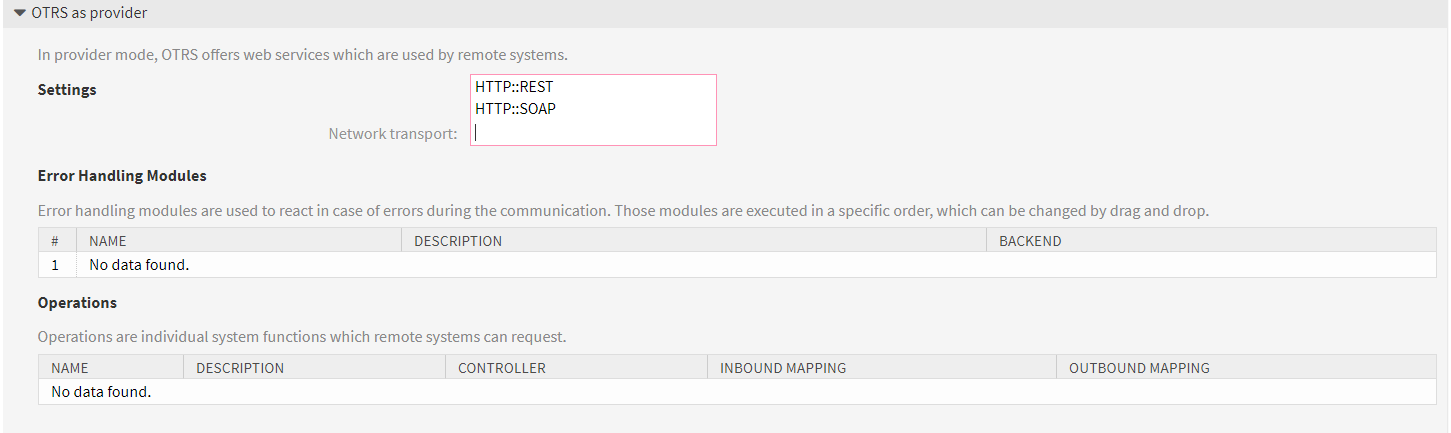 OTRS as provider
In provider mode, OTRS offers web services which are used by remote systems.
Settings
HTTP::REST
HTTP::SOAP
Network transport:
Error Handling Modules
Error handling modules are used to react in case of errors during the communication. Those modules are executed in a specific order, which can be changed by drag and drop.
# NAME DESCRIPTION BACKEND
1 No data found.
Operations
Operations are individual system functions which remote systems can request.
NAME DESCRIPTION CONTROLLER INBOUND MAPPING OUTBOUND MAPPING
No data found.